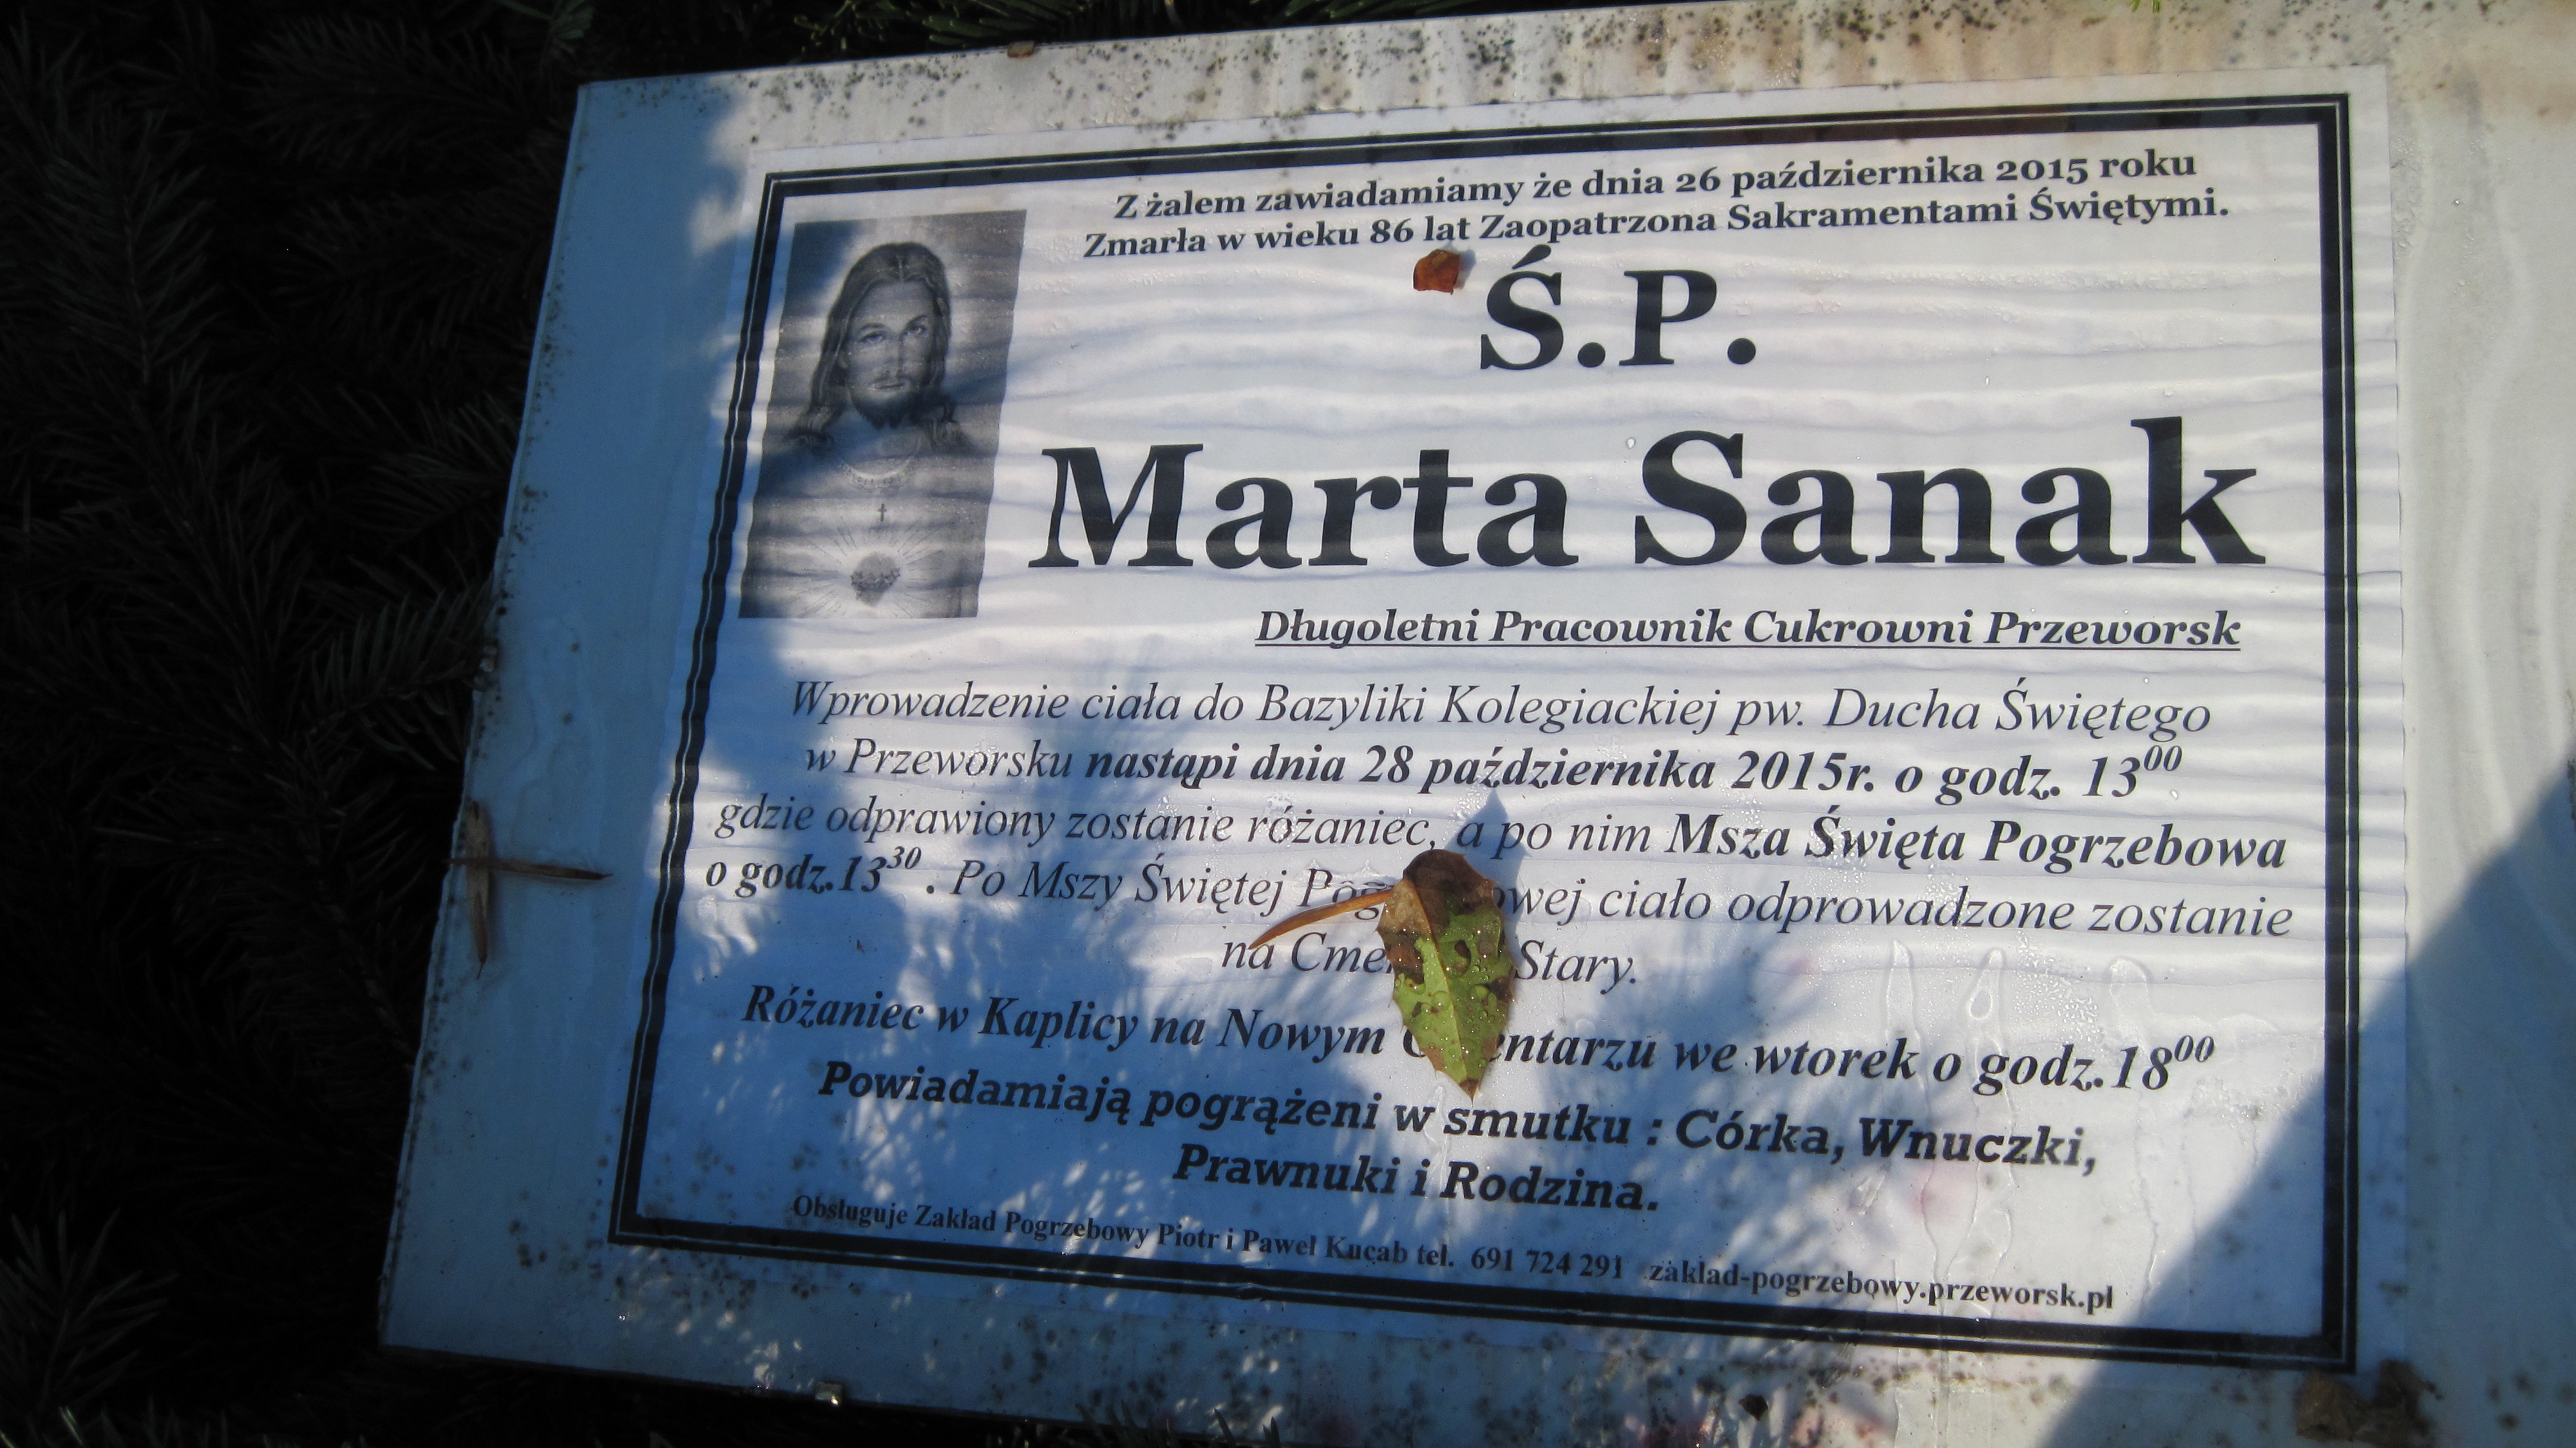 Z żalem zawiadamiamy że dnia 26 października 2015 roku
Zmarła w wieku 86 lat Zaopatrzona Sakramentami Świętymi.
Ś.P.
Marta Sanak
Długoletni Pracownik Cukrowni Przeworsk
Wprowadzenie ciała do Bazyliki Kolegiackiej pw. Ducha Świętego
w Przeworsku nastąpi dnia 28 października 2015r. o godz. 13⁰⁰
gdzie odprawiony zostanie różaniec, a po nim Msza Święta Pogrzebowa
o godz.13³⁰. Po Mszy Świętej ciało odprowadzone zostanie
na Stary.
Różaniec w Kaplicy na Nowym we wtorek o godz.18⁰⁰
Powiadamiają pogrążeni w smutku : Córka, Wnuczki,
Prawnuki i Rodzina.
Obsługuje Zakład Pogrzebowy Piotr i Paweł Kucab tel. 691 724 291 zaklad-pogrzebowy.przeworsk.pl